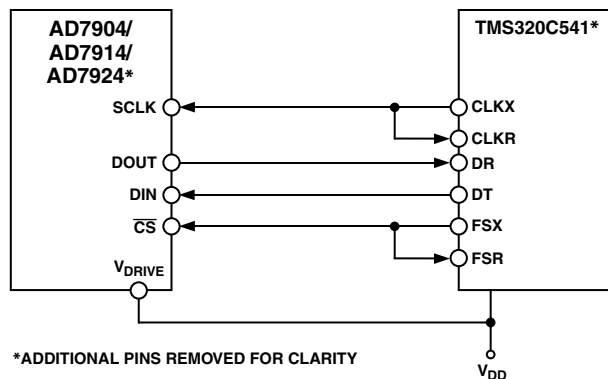 AD7904/
AD7914/
AD7924*
TMS320C541*
SCLK
CLKX
CLKR
DOUT
DR
DIN
DT
CS
FSX
FSR
VDRIVE
*ADDITIONAL PINS REMOVED FOR CLARITY
VDD